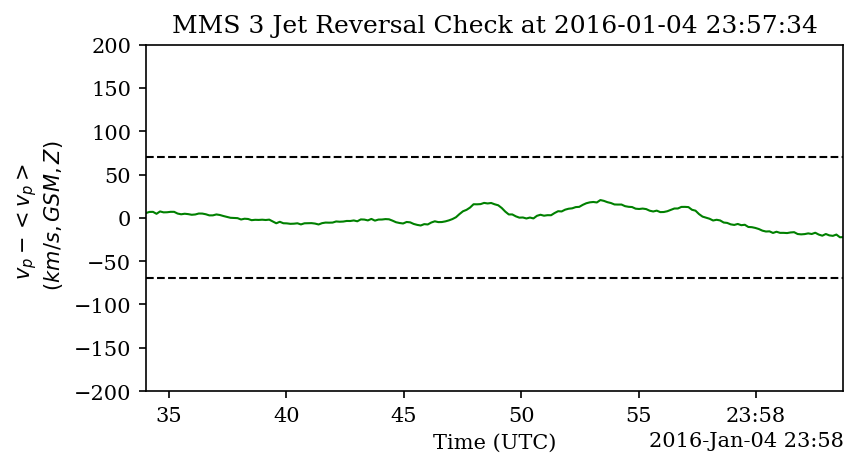 MMS 3 Jet Reversal Check at 2016-01-04 23:57:34
200
150
100
50
0
−50
−100
−150
−200
v_p − < v_p >
(km/s, GSM, Z)
35 40 45 50 55 23:58
Time (UTC)
2016-Jan-04 23:58